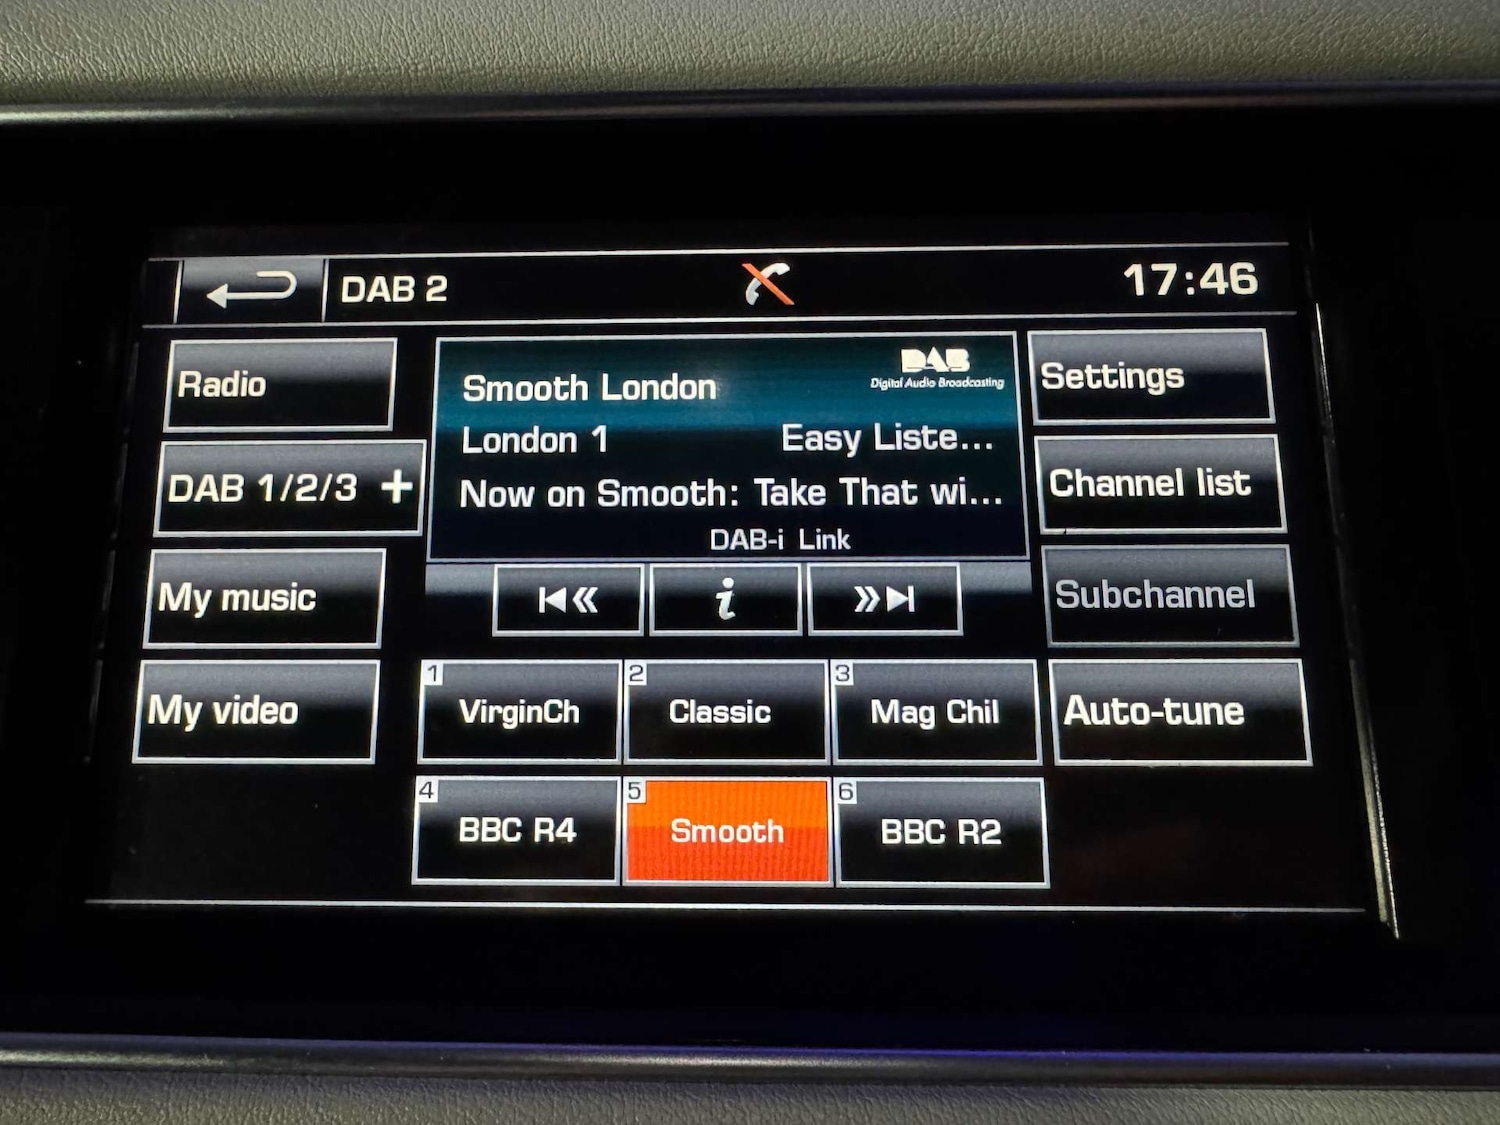 DAB 2
17:46
Radio
DAB 1/2/3 +
My music
My video
Smooth London
DAB
Digital Audio Broadcasting
London 1 Easy Liste...
Now on Smooth: Take That wi...
DAB-i Link
i
1 VirginCh
2 Classic
3 Mag Chil
4 BBC R4
5 Smooth
6 BBC R2
Settings
Channel list
Subchannel
Auto-tune